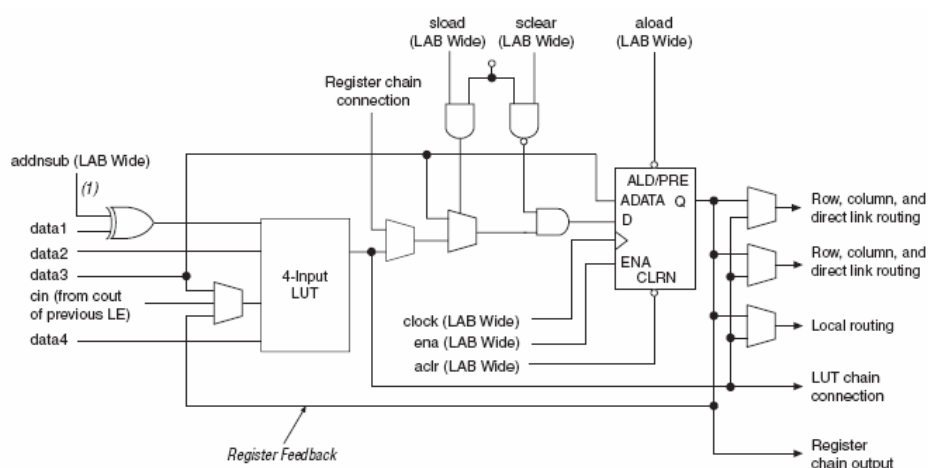 sload
(LAB Wide)
sclear
(LAB Wide)
aload
(LAB Wide)
Register chain
connection
addnsub (LAB Wide)
(1)
data1
data2
data3
cin (from cout
of previous LE)
data4
4-Input
LUT
ALD/PRE
ADATA Q
D
ENA
CLRN
clock (LAB Wide)
ena (LAB Wide)
aclr (LAB Wide)
Row, column, and
direct link routing
Row, column, and
direct link routing
Local routing
LUT chain
connection
Register
chain output
Register Feedback